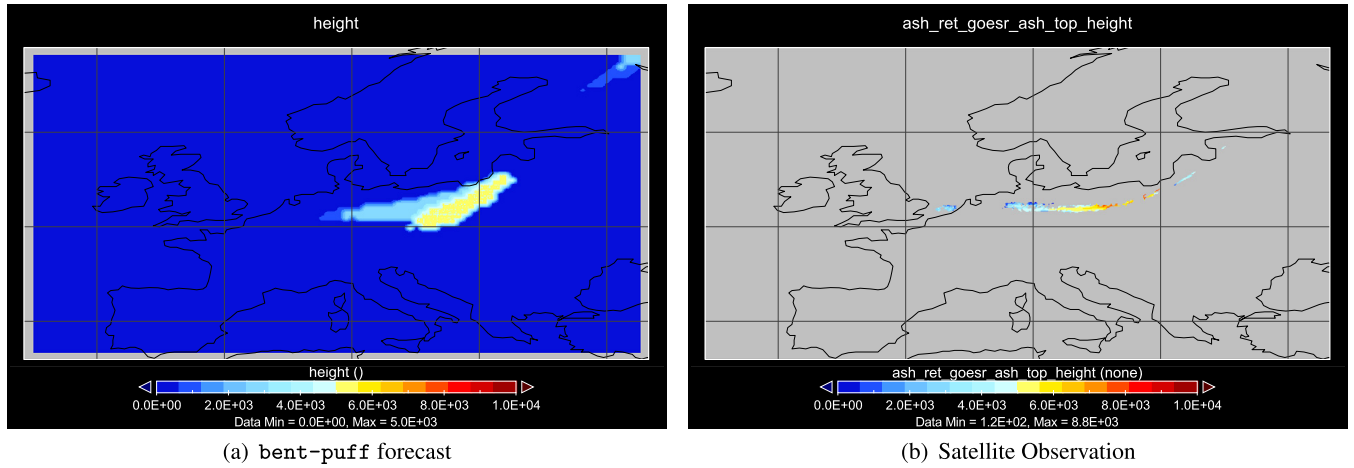 height
height ()
0.0E+00 2.0E+03 4.0E+03 6.0E+03 8.0E+03 1.0E+04
Data Min = 0.0E+00, Max = 5.0E+03
(a) bent-puff forecast
ash_ret_goesr_ash_top_height
ash_ret_goesr_ash_top_height (none)
0.0E+00 2.0E+03 4.0E+03 6.0E+03 8.0E+03 1.0E+04
Data Min = 1.2E+02, Max = 8.8E+03
(b) Satellite Observation